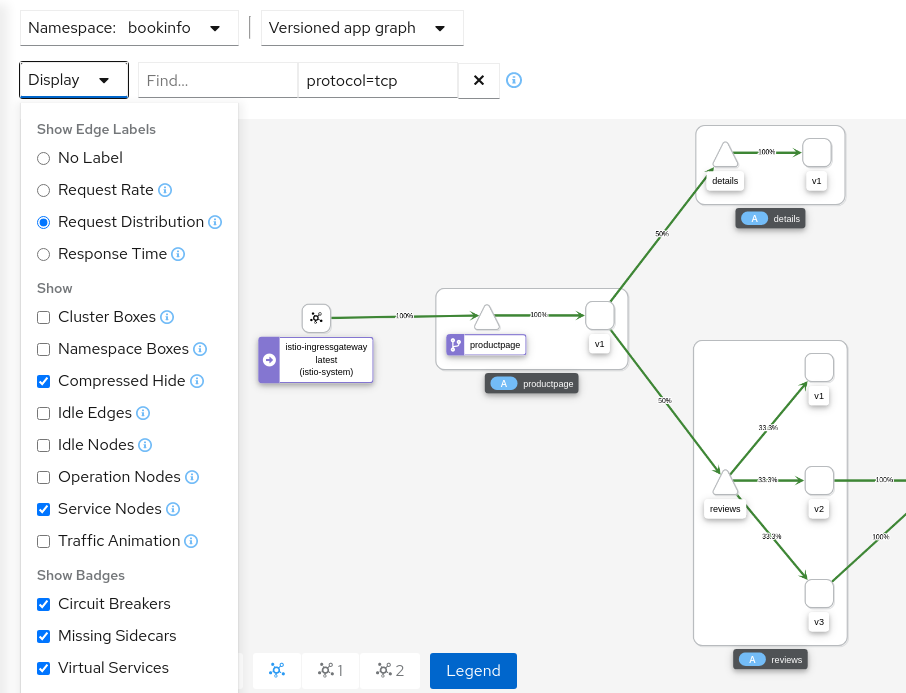 Namespace: bookinfo
Versioned app graph
Display
Find...
protocol=tcp
Show Edge Labels
No Label
Request Rate
Request Distribution
Response Time
Show
Cluster Boxes
Namespace Boxes
Compressed Hide
Idle Edges
Idle Nodes
Operation Nodes
Service Nodes
Traffic Animation
Show Badges
Circuit Breakers
Missing Sidecars
Virtual Services
100%
details
v1
A details
50%
100%
100%
istio-ingressgateway
latest
(istio-system)
productpage
v1
A productpage
50%
v1
33.3%
33.3%
100%
reviews
v2
33.3%
100%
v3
A reviews
1
2
Legend